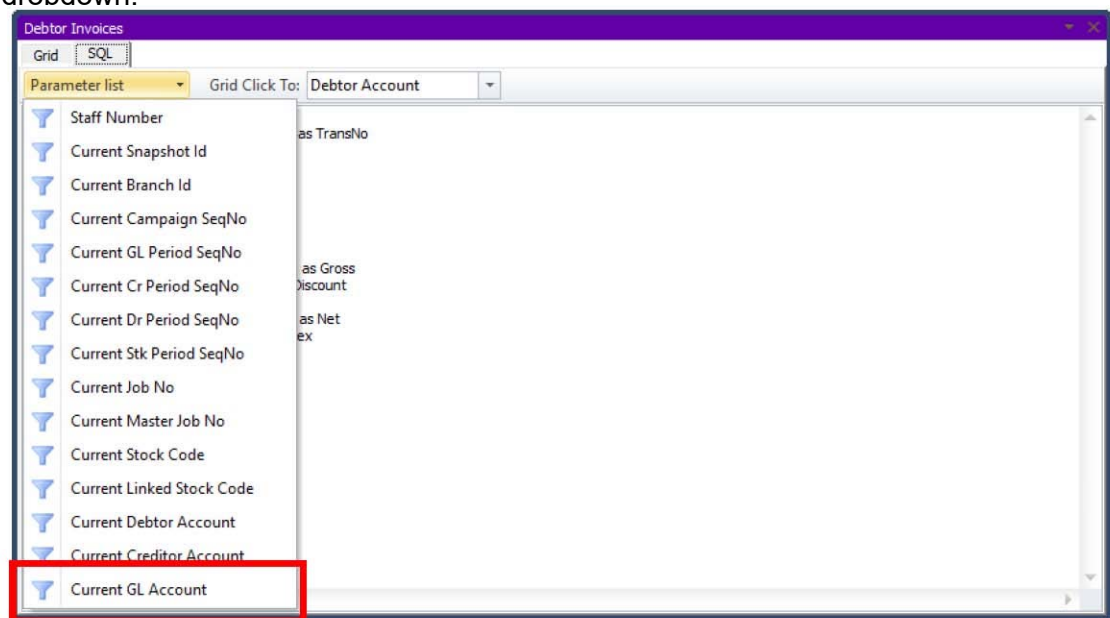 dropdown.
Debtor Invoices
Grid SQL
Parameter list Grid Click To: Debtor Account
Staff Number
as TransNo
Current Snapshot Id
Current Branch Id
Current Campaign SeqNo
Current GL Period SeqNo
as Gross
Current Cr Period SeqNo
Discount
Current Dr Period SeqNo
as Net
ex
Current Stk Period SeqNo
Current Job No
Current Master Job No
Current Stock Code
Current Linked Stock Code
Current Debtor Account
Current Creditor Account
Current GL Account